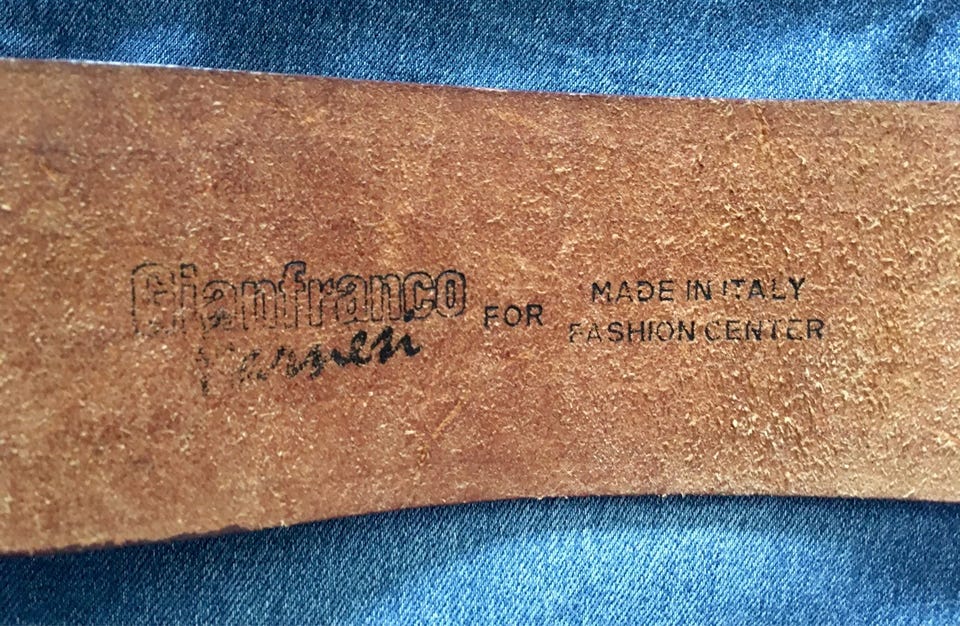 Gianfranco
FOR
MADE IN ITALY
FASHION CENTER